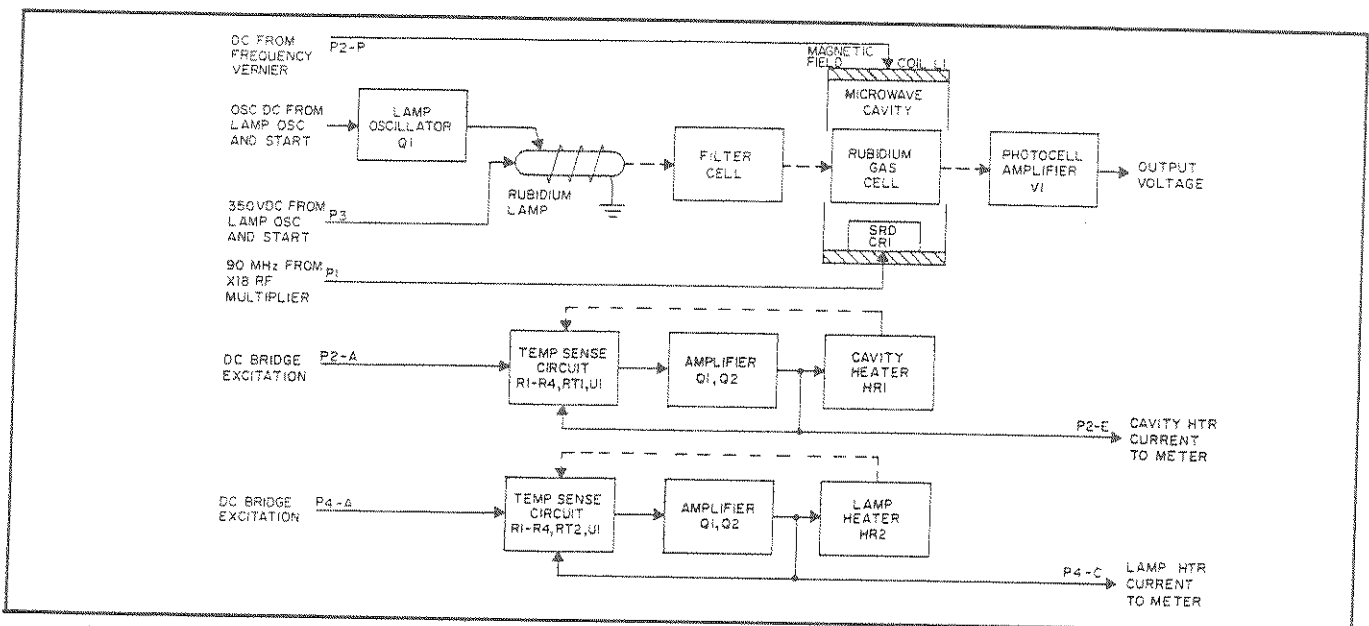 DC FROM
FREQUENCY
VERNIER
P2-P
MAGNETIC
FIELD
COIL L1
MICROWAVE
CAVITY
OSC DC FROM
LAMP OSC
AND START
LAMP
OSCILLATOR
Q1
RUBIDIUM
LAMP
FILTER
CELL
RUBIDIUM
GAS
CELL
PHOTOCELL
AMPLIFIER
V1
OUTPUT
VOLTAGE
350VDC FROM
LAMP OSC
AND START
P3
SRD
CR1
90 MHz FROM
X18 RF
MULTIPLIER
P1
DC BRIDGE
EXCITATION
P2-A
TEMP SENSE
CIRCUIT
R1-R4,RT1,U1
AMPLIFIER
Q1,Q2
CAVITY
HEATER
HR1
P2-E
CAVITY HTR
CURRENT
TO METER
DC BRIDGE
EXCITATION
P4-A
TEMP SENSE
CIRCUIT
R1-R4,RT2,U1
AMPLIFIER
Q1,Q2
LAMP
HEATER
HR2
P4-C
LAMP HTR
CURRENT
TO METER